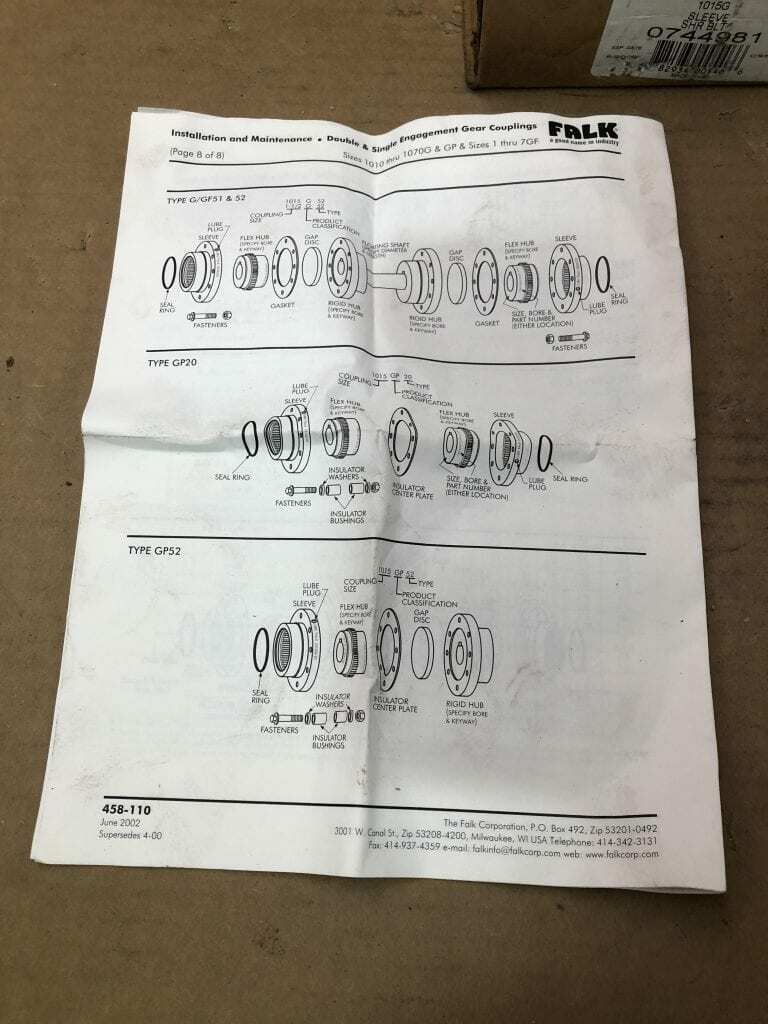 1015G
SLEEVE
SHR BLT
0744981
Installation and Maintenance • Double & Single Engagement Gear Couplings
FALK
a good name in industry
(Page 8 of 8)
Sizes 1010 thru 1070G & GP & Sizes 1 thru 7GF
TYPE G/GF51 & 52
1015 G 52
1-1/2 G 52
COUPLING SIZE
TYPE
PRODUCT CLASSIFICATION
LUBE PLUG
SLEEVE
FLEX HUB
(SPECIFY BORE & KEYWAY)
GAP DISC
SHAFT
DIAMETER
GAP DISC
FLEX HUB
(SPECIFY BORE & KEYWAY)
SLEEVE
SEAL RING
FASTENERS
GASKET
RIGID HUB
(SPECIFY BORE & KEYWAY)
RIGID HUB
(SPECIFY BORE & KEYWAY)
GASKET
SIZE, BORE & PART NUMBER
(EITHER LOCATION)
LUBE PLUG
SEAL RING
FASTENERS
TYPE GP20
1015 GP 20
COUPLING SIZE
TYPE
PRODUCT CLASSIFICATION
LUBE PLUG
SLEEVE
FLEX HUB
(SPECIFY BORE & KEYWAY)
FLEX HUB
(SPECIFY BORE & KEYWAY)
SLEEVE
SEAL RING
INSULATOR WASHERS
FASTENERS
INSULATOR BUSHINGS
CENTER PLATE
SIZE, BORE & PART NUMBER
(EITHER LOCATION)
LUBE PLUG
SEAL RING
TYPE GP52
1015 GP 52
COUPLING SIZE
TYPE
PRODUCT CLASSIFICATION
LUBE PLUG
SLEEVE
FLEX HUB
(SPECIFY BORE & KEYWAY)
GAP DISC
SEAL RING
INSULATOR WASHERS
FASTENERS
INSULATOR BUSHINGS
CENTER PLATE
RIGID HUB
(SPECIFY BORE & KEYWAY)
458-110
June 2002
Supersedes 4-00
The Falk Corporation, P.O. Box 492, Zip 53201-0492
3001 W. Canal St., Zip 53208-4200, Milwaukee, WI USA Telephone: 414-342-3131
Fax: 414-937-4359 e-mail: falkinfo@falkcorp.com web: www.falkcorp.com